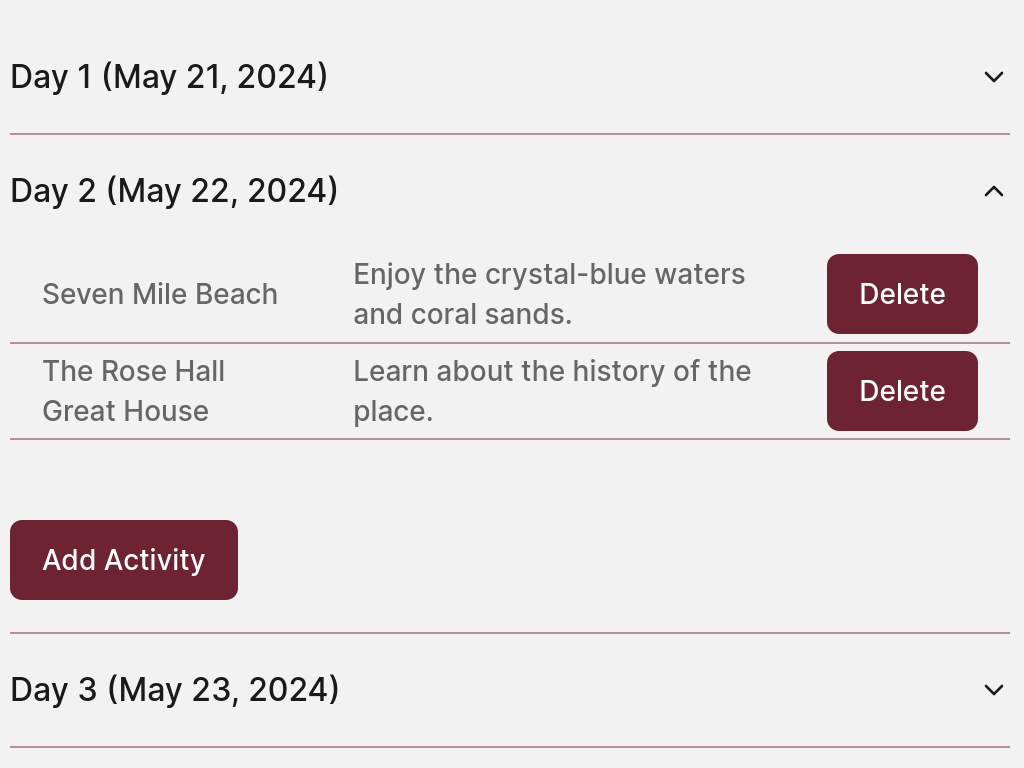 Day 1 (May 21, 2024)
Day 2 (May 22, 2024)
Seven Mile Beach
Enjoy the crystal-blue waters
and coral sands.
Delete
The Rose Hall
Great House
Learn about the history of the
place.
Delete
Add Activity
Day 3 (May 23, 2024)